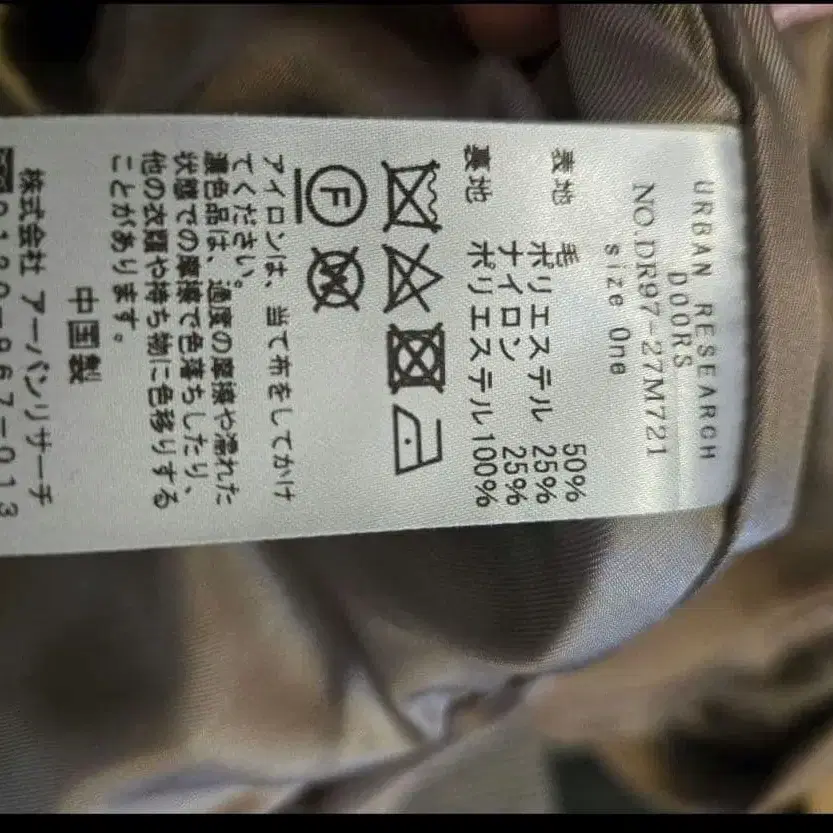 URBAN RESEARCH
DOORS
NO.DR97-27M721
size One
表地 毛 50%
ポリエステル 25%
ナイロン 25%
裏地 ポリエステル100%
F W
アイロンは、当て布をしてかけ
てください。
濃色品は、過度の摩擦や濡れた
状態での摩擦で色落ちしたり、
他の衣類や持ち物に色移りする
ことがあります。
中国製
株式会社 アーバンリサーチ
0120-967-013